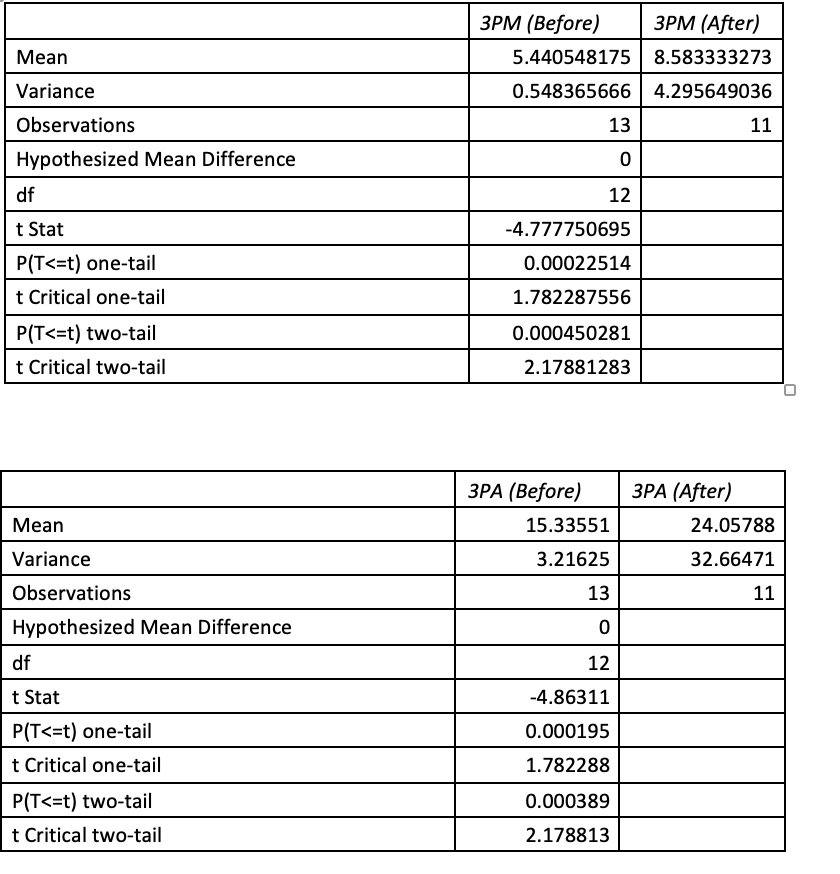 3PM (Before) 3PM (After)
Mean 5.440548175 8.583333273
Variance 0.548365666 4.295649036
Observations 13 11
Hypothesized Mean Difference 0
df 12
t Stat -4.777750695
P(T<=t) one-tail 0.00022514
t Critical one-tail 1.782287556
P(T<=t) two-tail 0.000450281
t Critical two-tail 2.17881283
3PA (Before) 3PA (After)
Mean 15.33551 24.05788
Variance 3.21625 32.66471
Observations 13 11
Hypothesized Mean Difference 0
df 12
t Stat -4.86311
P(T<=t) one-tail 0.000195
t Critical one-tail 1.782288
P(T<=t) two-tail 0.000389
t Critical two-tail 2.178813